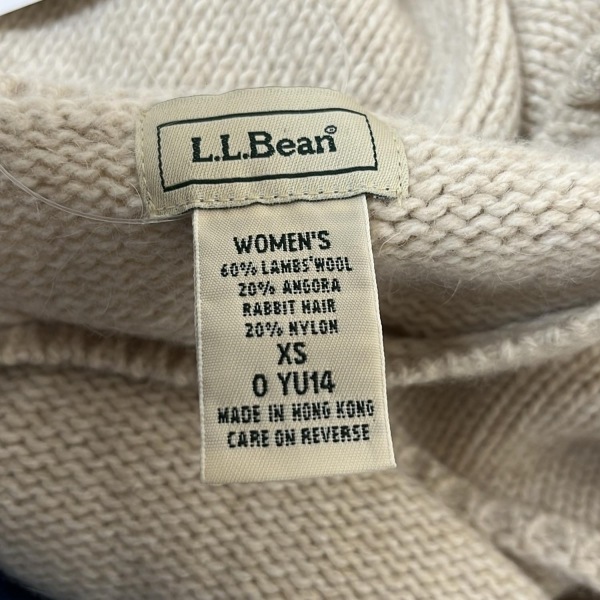 L.L.Bean®
WOMEN'S
60% LAMBS'WOOL
20% ANGORA
RABBIT HAIR
20% NYLON
XS
0 YU14
MADE IN HONG KONG
CARE ON REVERSE